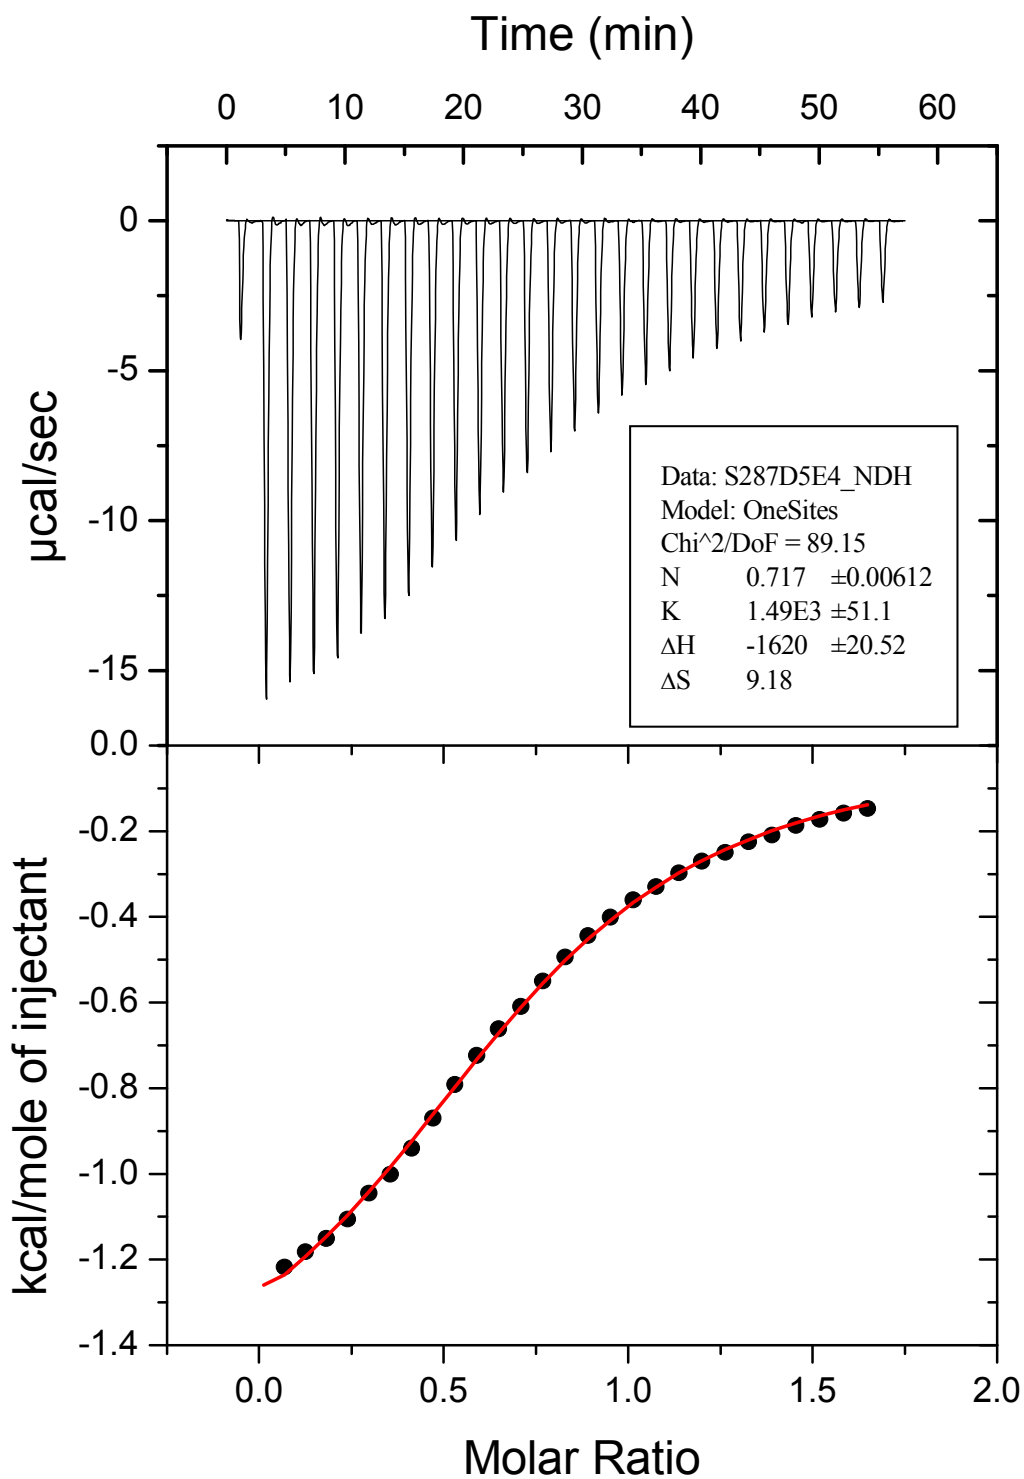 Time (min)
0 10 20 30 40 50 60
0
-5
-10
-15
µcal/sec
Data: S287D5E4_NDH
Model: OneSites
Chi^2/DoF = 89.15
N 0.717 ±0.00612
K 1.49E3 ±51.1
ΔH -1620 ±20.52
ΔS 9.18
0.0
-0.2
-0.4
-0.6
-0.8
-1.0
-1.2
-1.4
kcal/mole of injectant
0.0 0.5 1.0 1.5 2.0
Molar Ratio